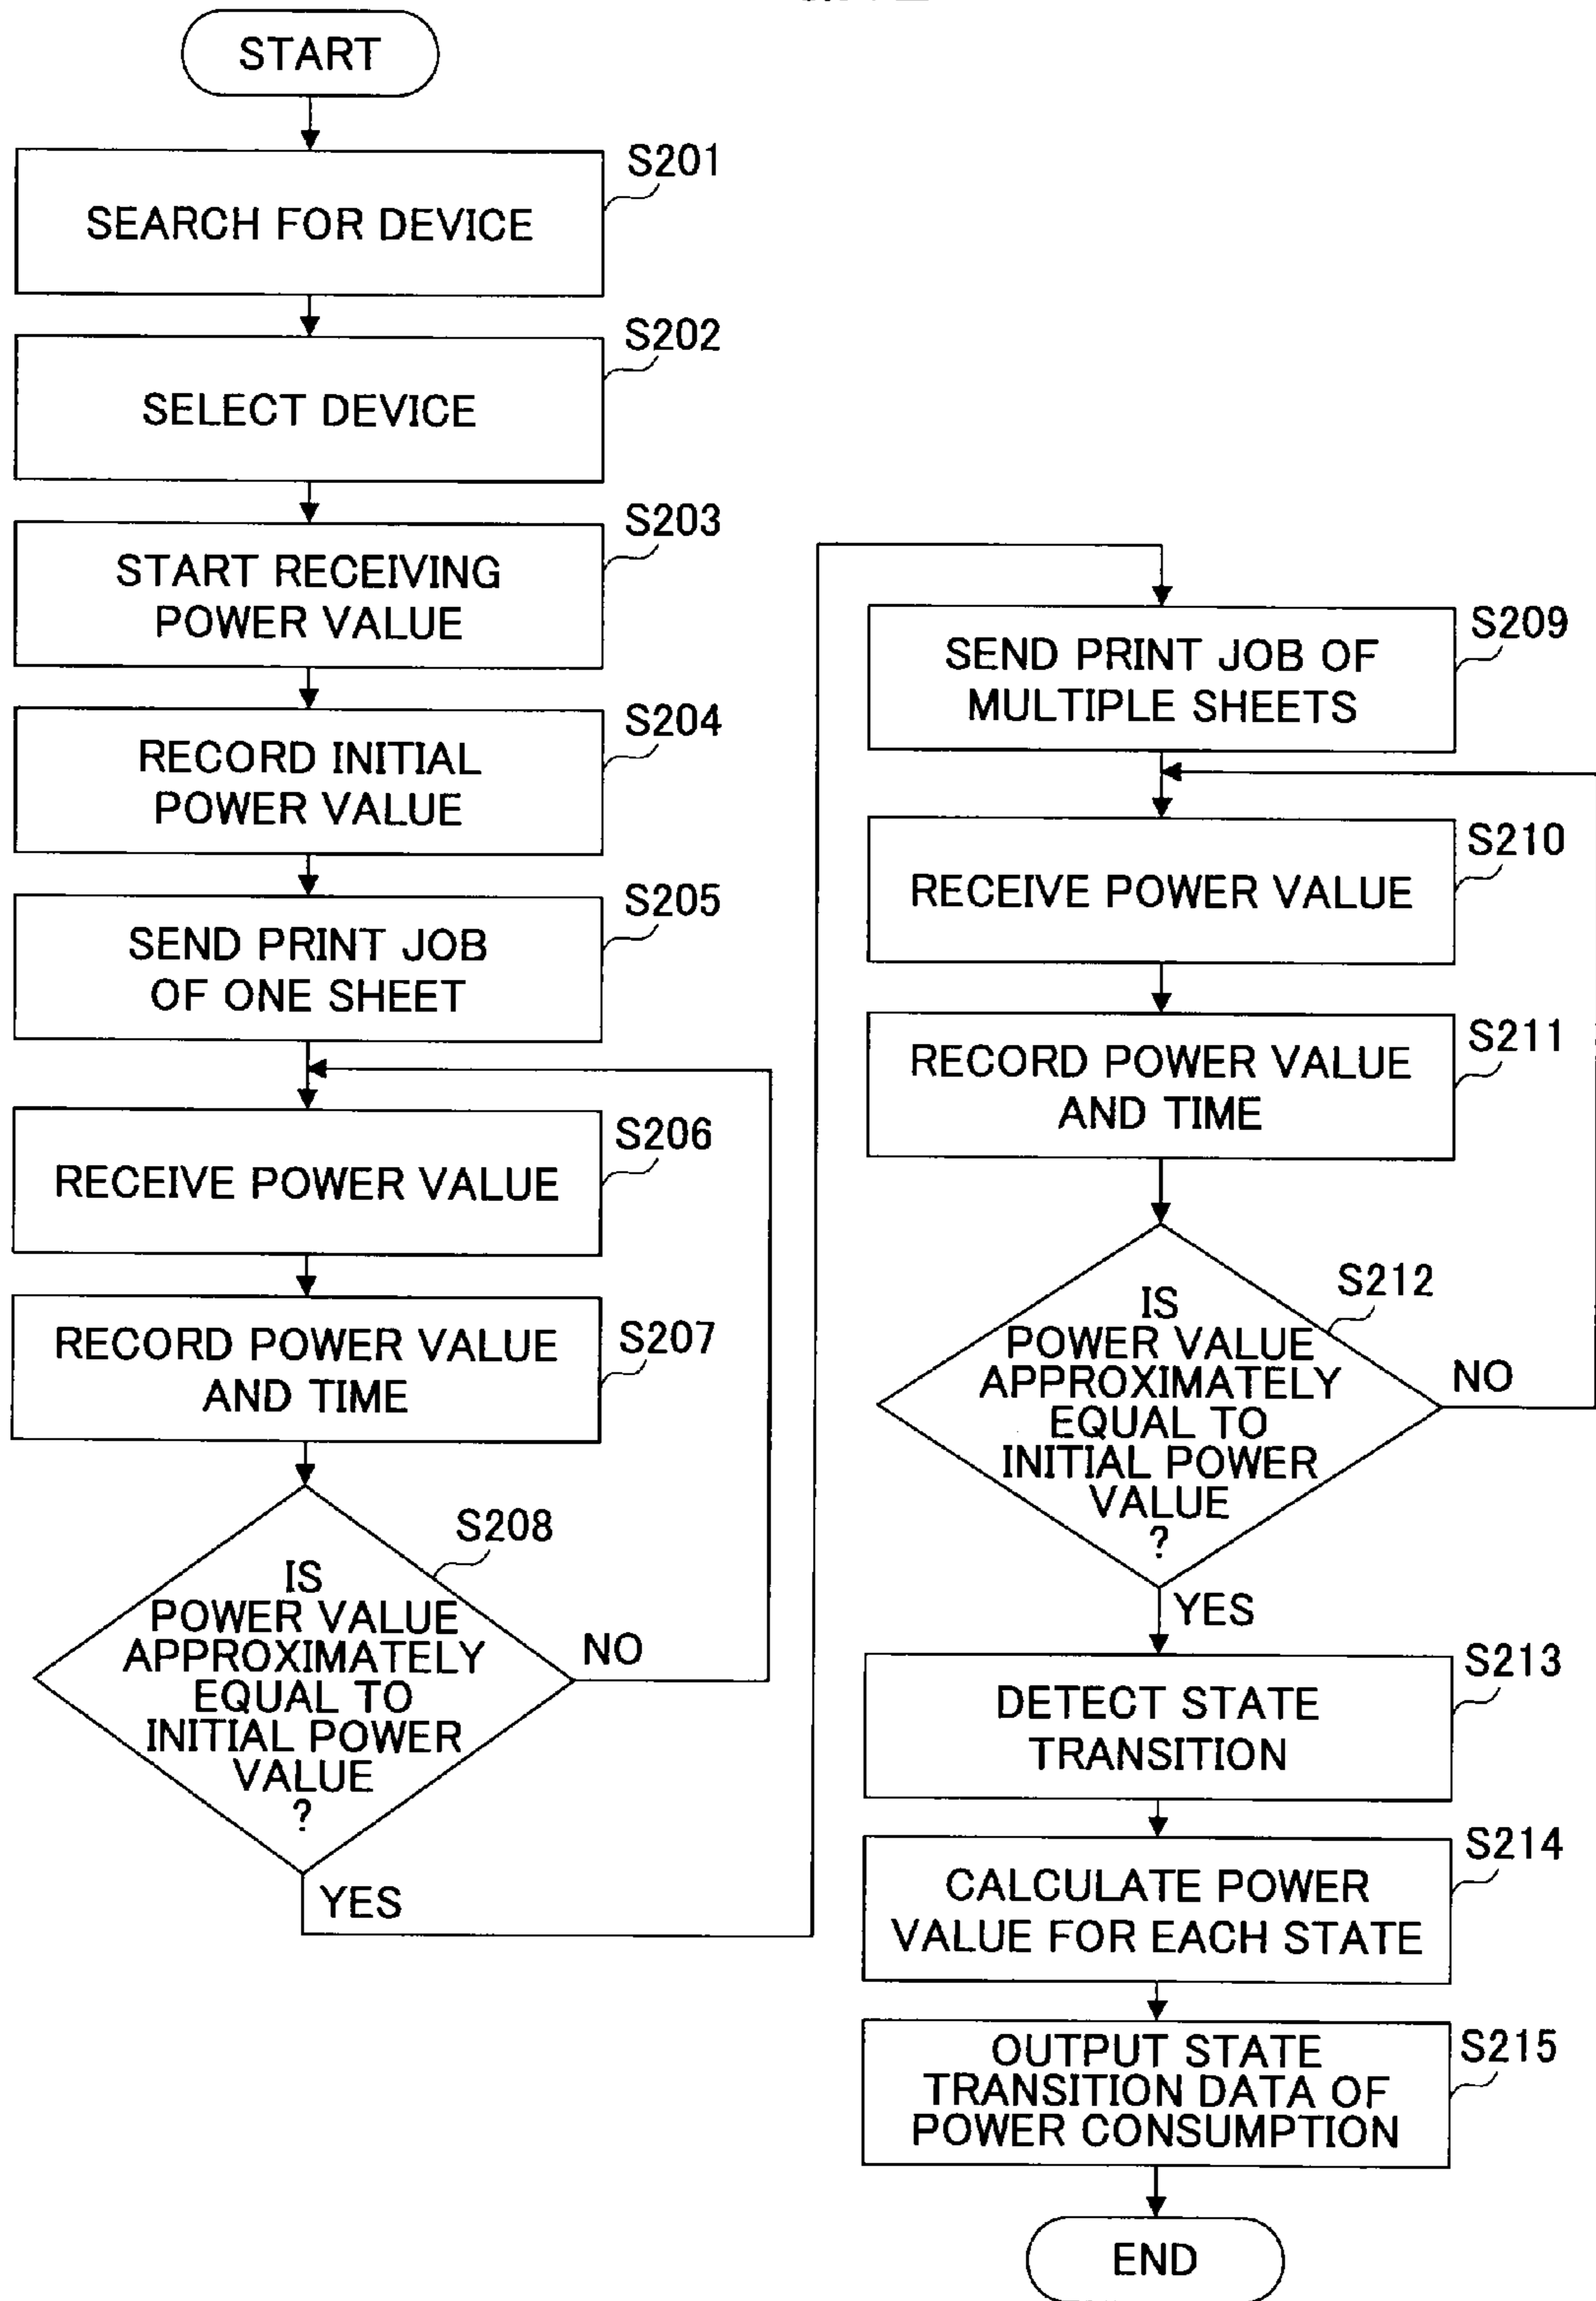 START
S201
SEARCH FOR DEVICE
S202
SELECT DEVICE
S203
START RECEIVING
POWER VALUE
S204
RECORD INITIAL
POWER VALUE
S205
SEND PRINT JOB
OF ONE SHEET
S206
RECEIVE POWER VALUE
S207
RECORD POWER VALUE
AND TIME
S208
IS
POWER VALUE
APPROXIMATELY
EQUAL TO
INITIAL POWER
VALUE
?
NO
YES
S209
SEND PRINT JOB OF
MULTIPLE SHEETS
S210
RECEIVE POWER VALUE
S211
RECORD POWER VALUE
AND TIME
S212
IS
POWER VALUE
APPROXIMATELY
EQUAL TO
INITIAL POWER
VALUE
?
NO
YES
S213
DETECT STATE
TRANSITION
S214
CALCULATE POWER
VALUE FOR EACH STATE
S215
OUTPUT STATE
TRANSITION DATA OF
POWER CONSUMPTION
END